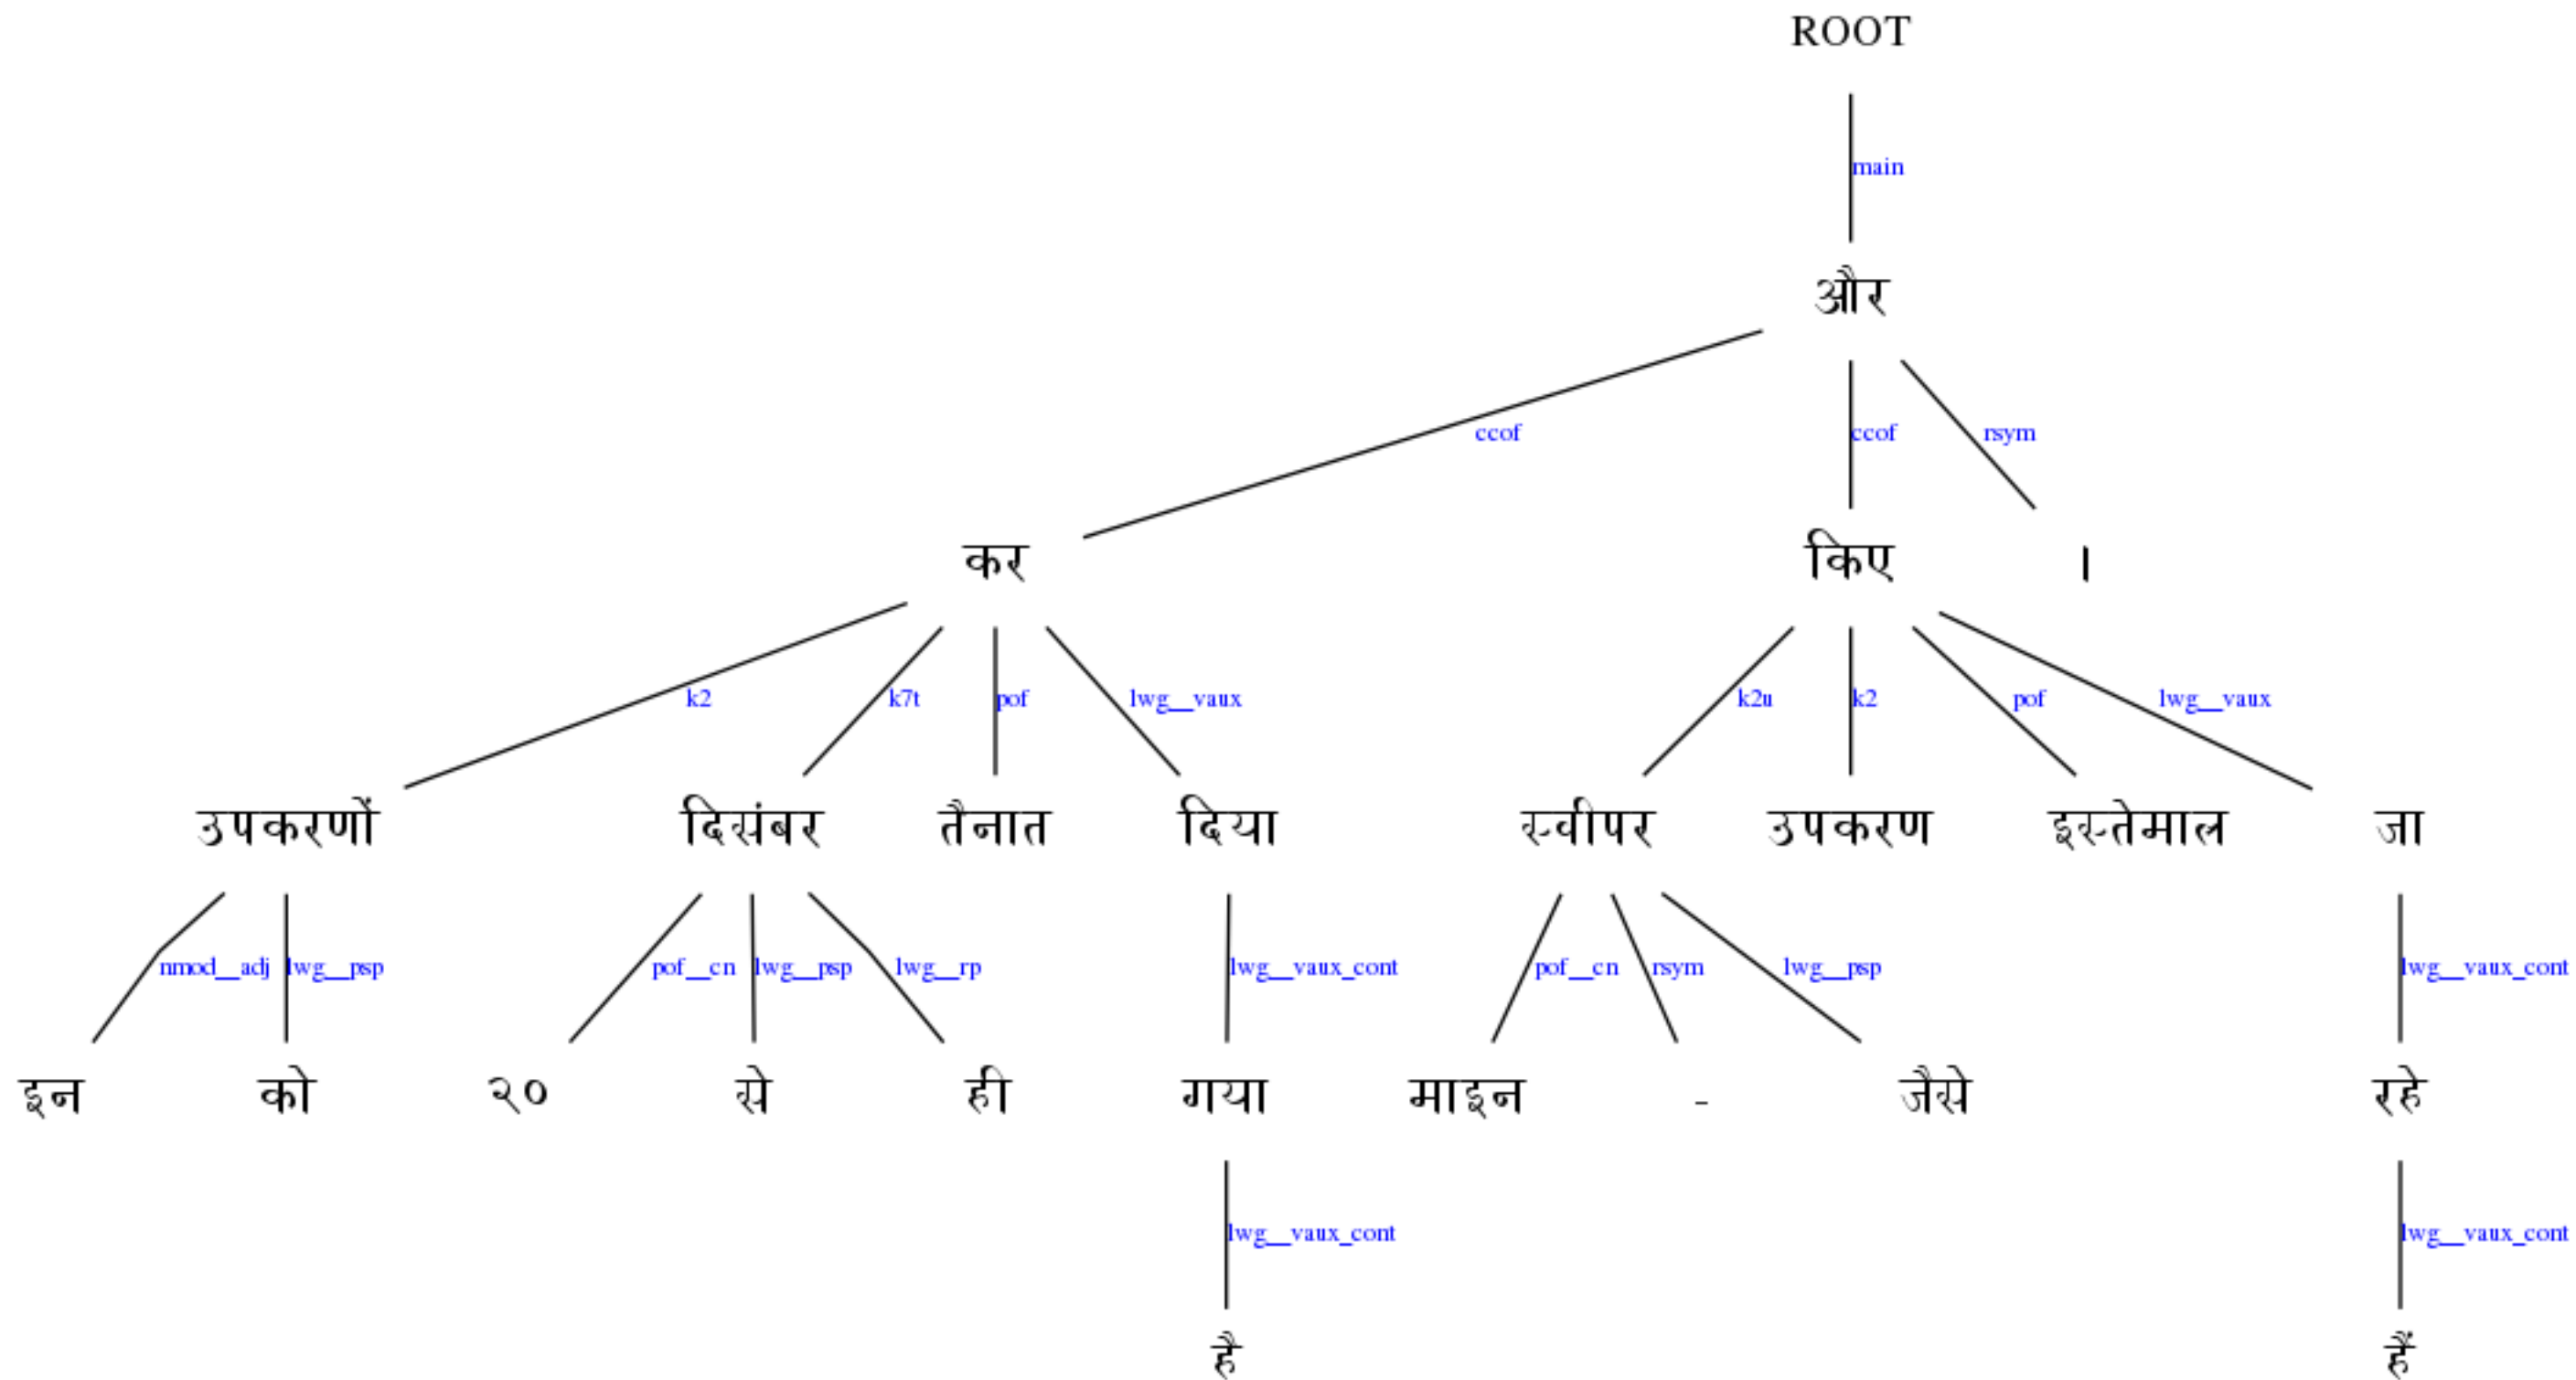 ROOT
main
और
ccof ccof rsym
कर किए ।
k2 k7t pof lwg__vaux k2u k2 pof lwg__vaux
उपकरणों दिसंबर तैनात दिया स्वीपर उपकरण इस्तेमाल जा
nmod__adj lwg__psp pof__cn lwg__psp lwg__rp lwg__vaux_cont pof__cn rsym lwg__psp lwg__vaux_cont
इन को २० से ही गया माइन - जैसे रहे
lwg__vaux_cont lwg__vaux_cont
है हैं